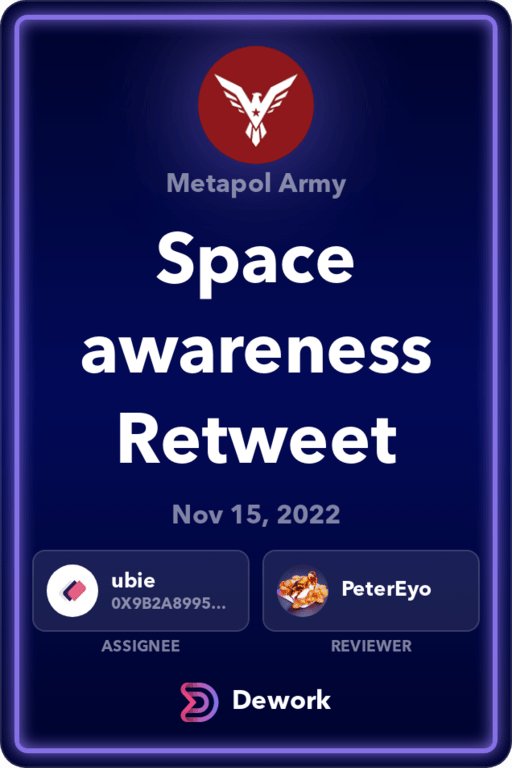 Metapol Army
Space
awareness
Retweet
Nov 15, 2022
ubie
0X9B2A8995...
ASSIGNEE
PeterEyo
REVIEWER
Dework